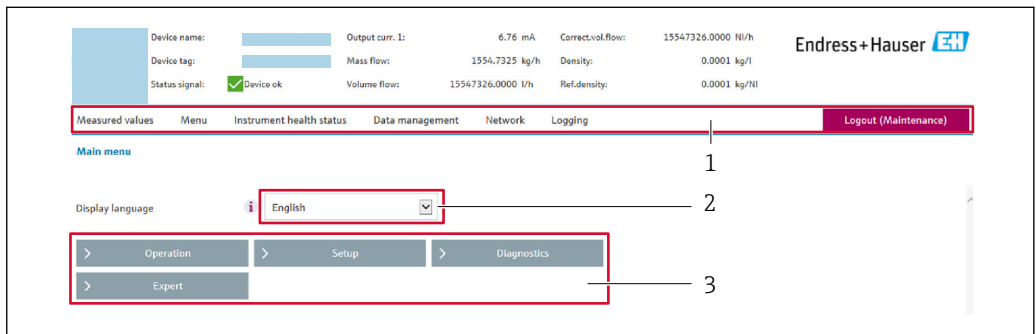 Device name: Output curr. 1: 6.76 mA Correct.vol.flow: 15547326.0000 Nl/h
Endress+Hauser EH
Device tag: Mass flow: 1554.7325 kg/h Density: 0.0001 kg/l
Status signal: Device ok Volume flow: 15547326.0000 l/h Ref.density: 0.0001 kg/Nl
Measured values Menu Instrument health status Data management Network Logging Logout (Maintenance)
1
Main menu
Display language i English 2
> Operation > Setup > Diagnostics
> Expert 3